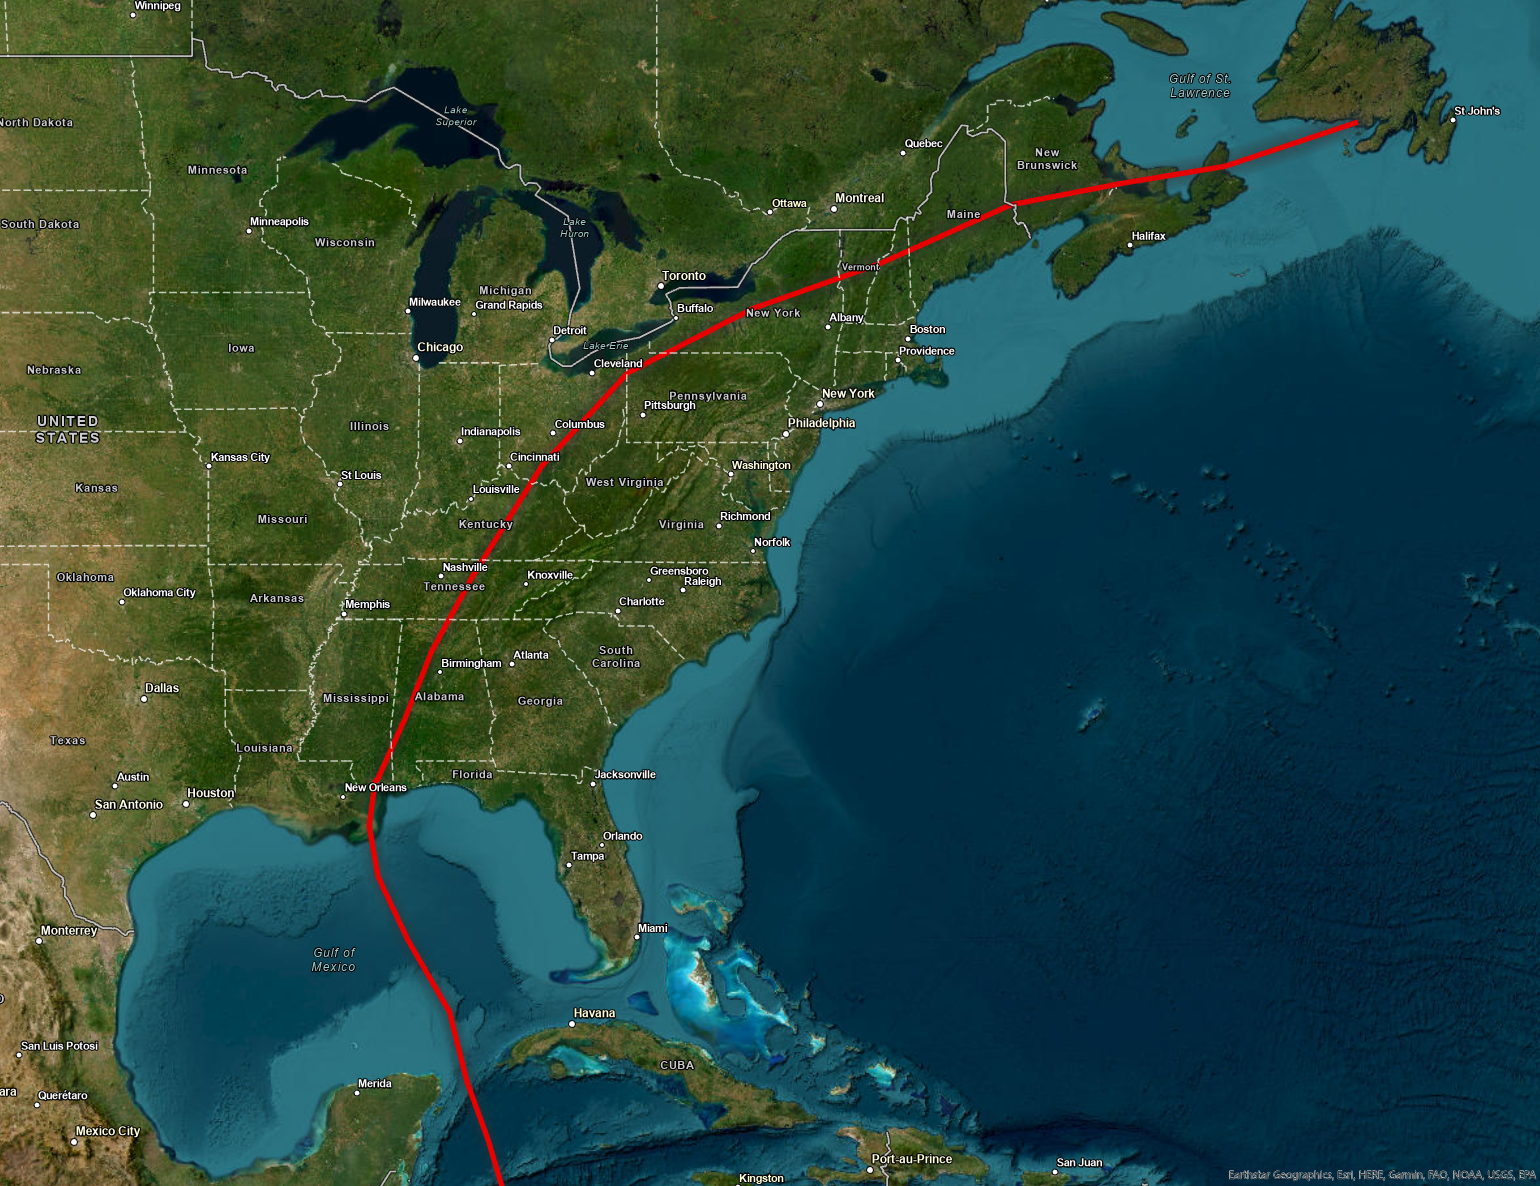 Winnipeg
North Dakota
Lake
Superior
Gulf of St.
Lawrence
St John's
Minnesota
Quebec
New
Brunswick
South Dakota
Minneapolis
Wisconsin
Ottawa
Montreal
Maine
Lake
Huron
Halifax
Toronto
Vermont
Michigan
Milwaukee
Grand Rapids
Buffalo
New York
Albany
Boston
Detroit
Chicago
Lake Erie
Providence
Iowa
Nebraska
Cleveland
Pennsylvania
New York
Pittsburgh
UNITED
STATES
Illinois
Indianapolis
Columbus
Philadelphia
Kansas City
Cincinnati
Washington
St Louis
Kansas
Louisville
West Virginia
Missouri
Kentucky
Virginia
Richmond
Norfolk
Oklahoma
Nashville
Tennessee
Knoxville
Greensboro
Raleigh
Oklahoma City
Arkansas
Memphis
Charlotte
Birmingham
Atlanta
South
Carolina
Dallas
Mississippi
Alabama
Georgia
Texas
Louisiana
Austin
Florida
Jacksonville
New Orleans
Houston
San Antonio
Orlando
Tampa
Monterrey
Miami
Gulf of
Mexico
Havana
San Luis Potosi
CUBA
ara
Merida
Querétaro
Mexico City
Port-au-Prince
San Juan
Kingston
Earthstar Geographics, Esri, HERE, Garmin, FAO, NOAA, USGS, EPA